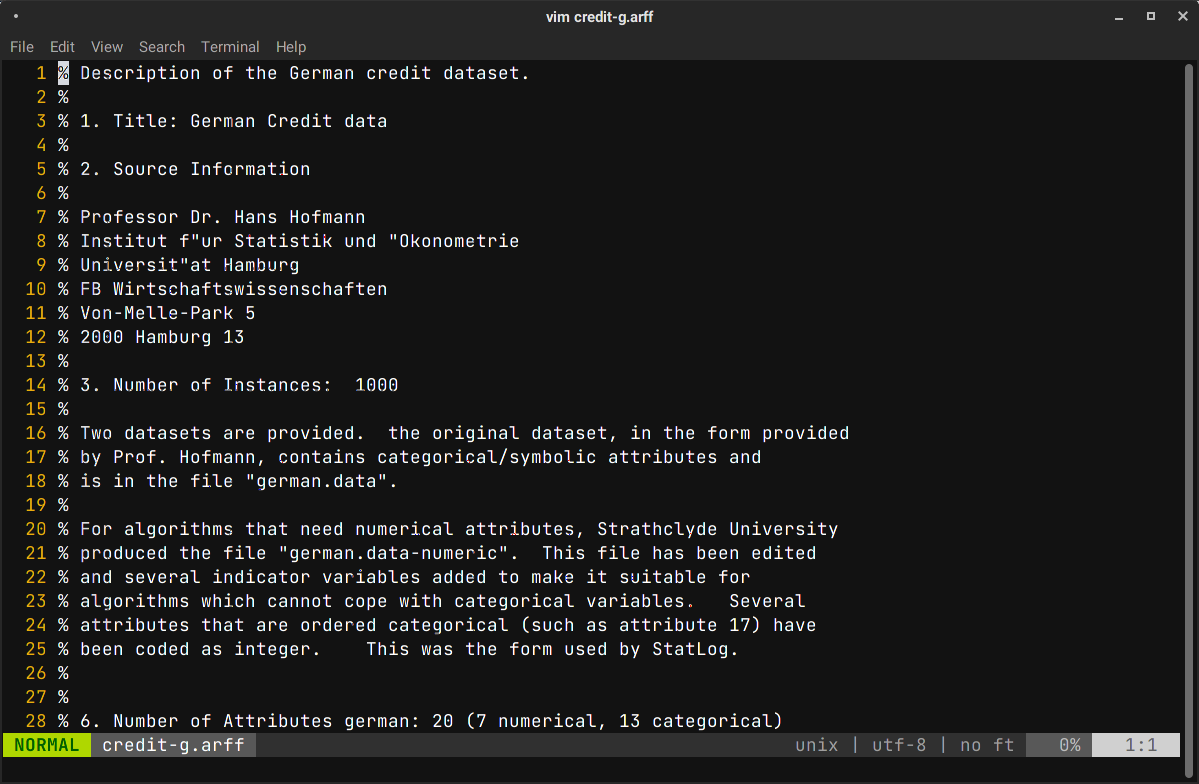 vim credit-g.arff
File Edit View Search Terminal Help
1 % Description of the German credit dataset.
2 %
3 % 1. Title: German Credit data
4 %
5 % 2. Source Information
6 %
7 % Professor Dr. Hans Hofmann
8 % Institut f"ur Statistik und "Okonometrie
9 % Universit"at Hamburg
10 % FB Wirtschaftswissenschaften
11 % Von-Melle-Park 5
12 % 2000 Hamburg 13
13 %
14 % 3. Number of Instances:  1000
15 %
16 % Two datasets are provided.  the original dataset, in the form provided
17 % by Prof. Hofmann, contains categorical/symbolic attributes and
18 % is in the file "german.data".
19 %
20 % For algorithms that need numerical attributes, Strathclyde University
21 % produced the file "german.data-numeric".  This file has been edited
22 % and several indicator variables added to make it suitable for
23 % algorithms which cannot cope with categorical variables.   Several
24 % attributes that are ordered categorical (such as attribute 17) have
25 % been coded as integer.    This was the form used by StatLog.
26 %
27 %
28 % 6. Number of Attributes german: 20 (7 numerical, 13 categorical)
NORMAL credit-g.arff unix | utf-8 | no ft 0% 1:1